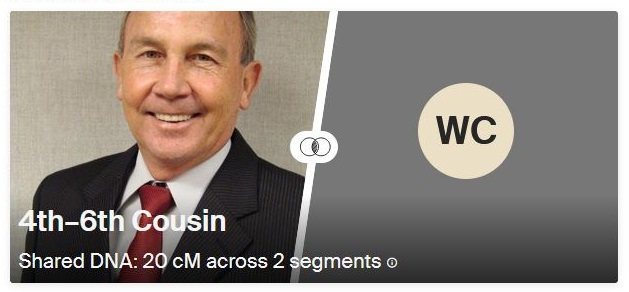 WC
4th–6th Cousin
Shared DNA: 20 cM across 2 segments